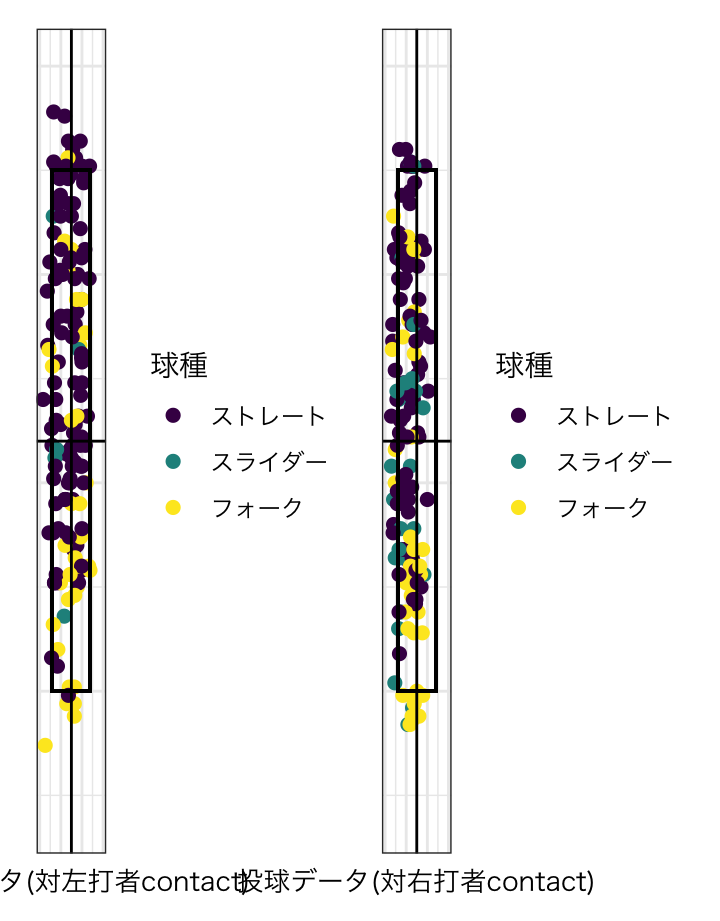 球種
ストレート
スライダー
フォーク
球種
ストレート
スライダー
フォーク
タ(対左打者contact)
投球データ(対右打者contact)